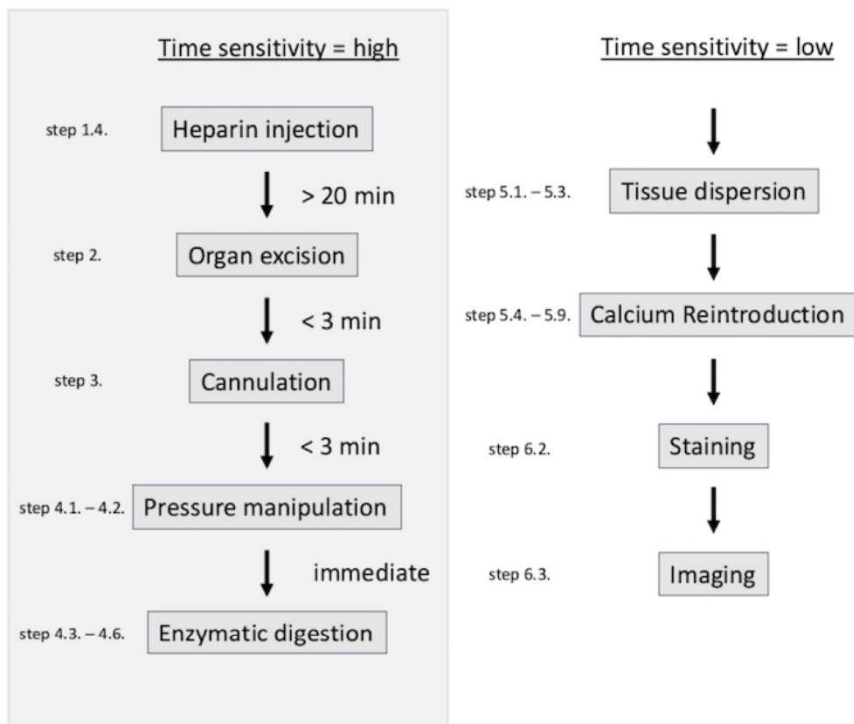 Time sensitivity = high
step 1.4.
Heparin injection
> 20 min
step 2.
Organ excision
< 3 min
step 3.
Cannulation
< 3 min
step 4.1. – 4.2.
Pressure manipulation
immediate
step 4.3. – 4.6.
Enzymatic digestion
Time sensitivity = low
step 5.1. – 5.3.
Tissue dispersion
step 5.4. – 5.9.
Calcium Reintroduction
step 6.2.
Staining
step 6.3.
Imaging